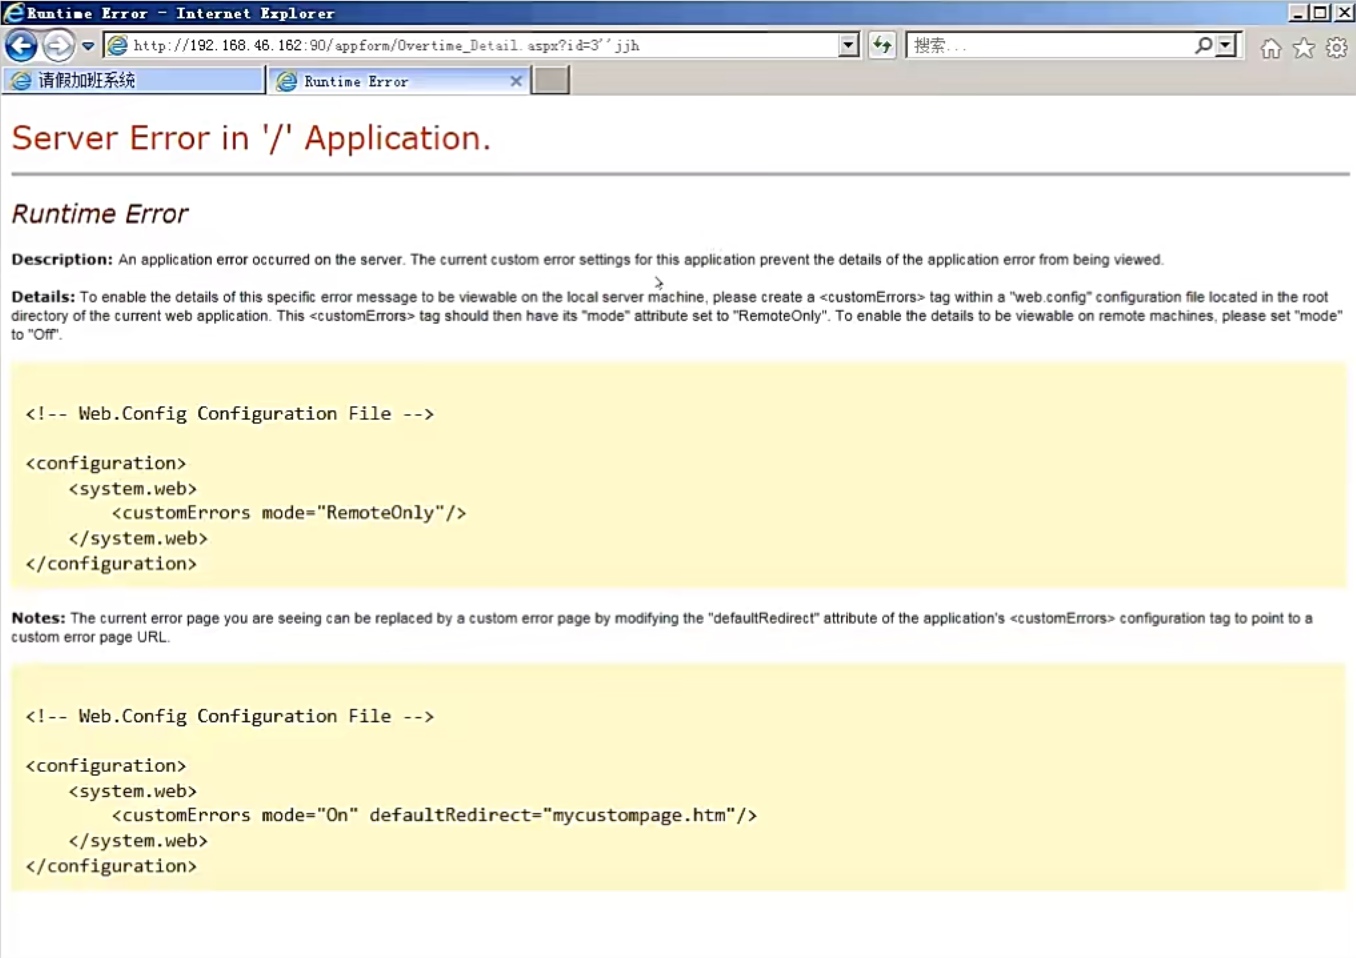 Runtime Error - Internet Explorer
http://192.168.46.162:90/appform/Overtime_Detail.aspx?id=3''jjh
搜索...
请假加班系统
Runtime Error
Server Error in '/' Application.
Runtime Error
Description: An application error occurred on the server. The current custom error settings for this application prevent the details of the application error from being viewed.
Details: To enable the details of this specific error message to be viewable on the local server machine, please create a <customErrors> tag within a "web.config" configuration file located in the root
directory of the current web application. This <customErrors> tag should then have its "mode" attribute set to "RemoteOnly". To enable the details to be viewable on remote machines, please set "mode"
to "Off".
<!-- Web.Config Configuration File -->
<configuration>
    <system.web>
        <customErrors mode="RemoteOnly"/>
    </system.web>
</configuration>
Notes: The current error page you are seeing can be replaced by a custom error page by modifying the "defaultRedirect" attribute of the application's <customErrors> configuration tag to point to a
custom error page URL.
<!-- Web.Config Configuration File -->
<configuration>
    <system.web>
        <customErrors mode="On" defaultRedirect="mycustompage.htm"/>
    </system.web>
</configuration>